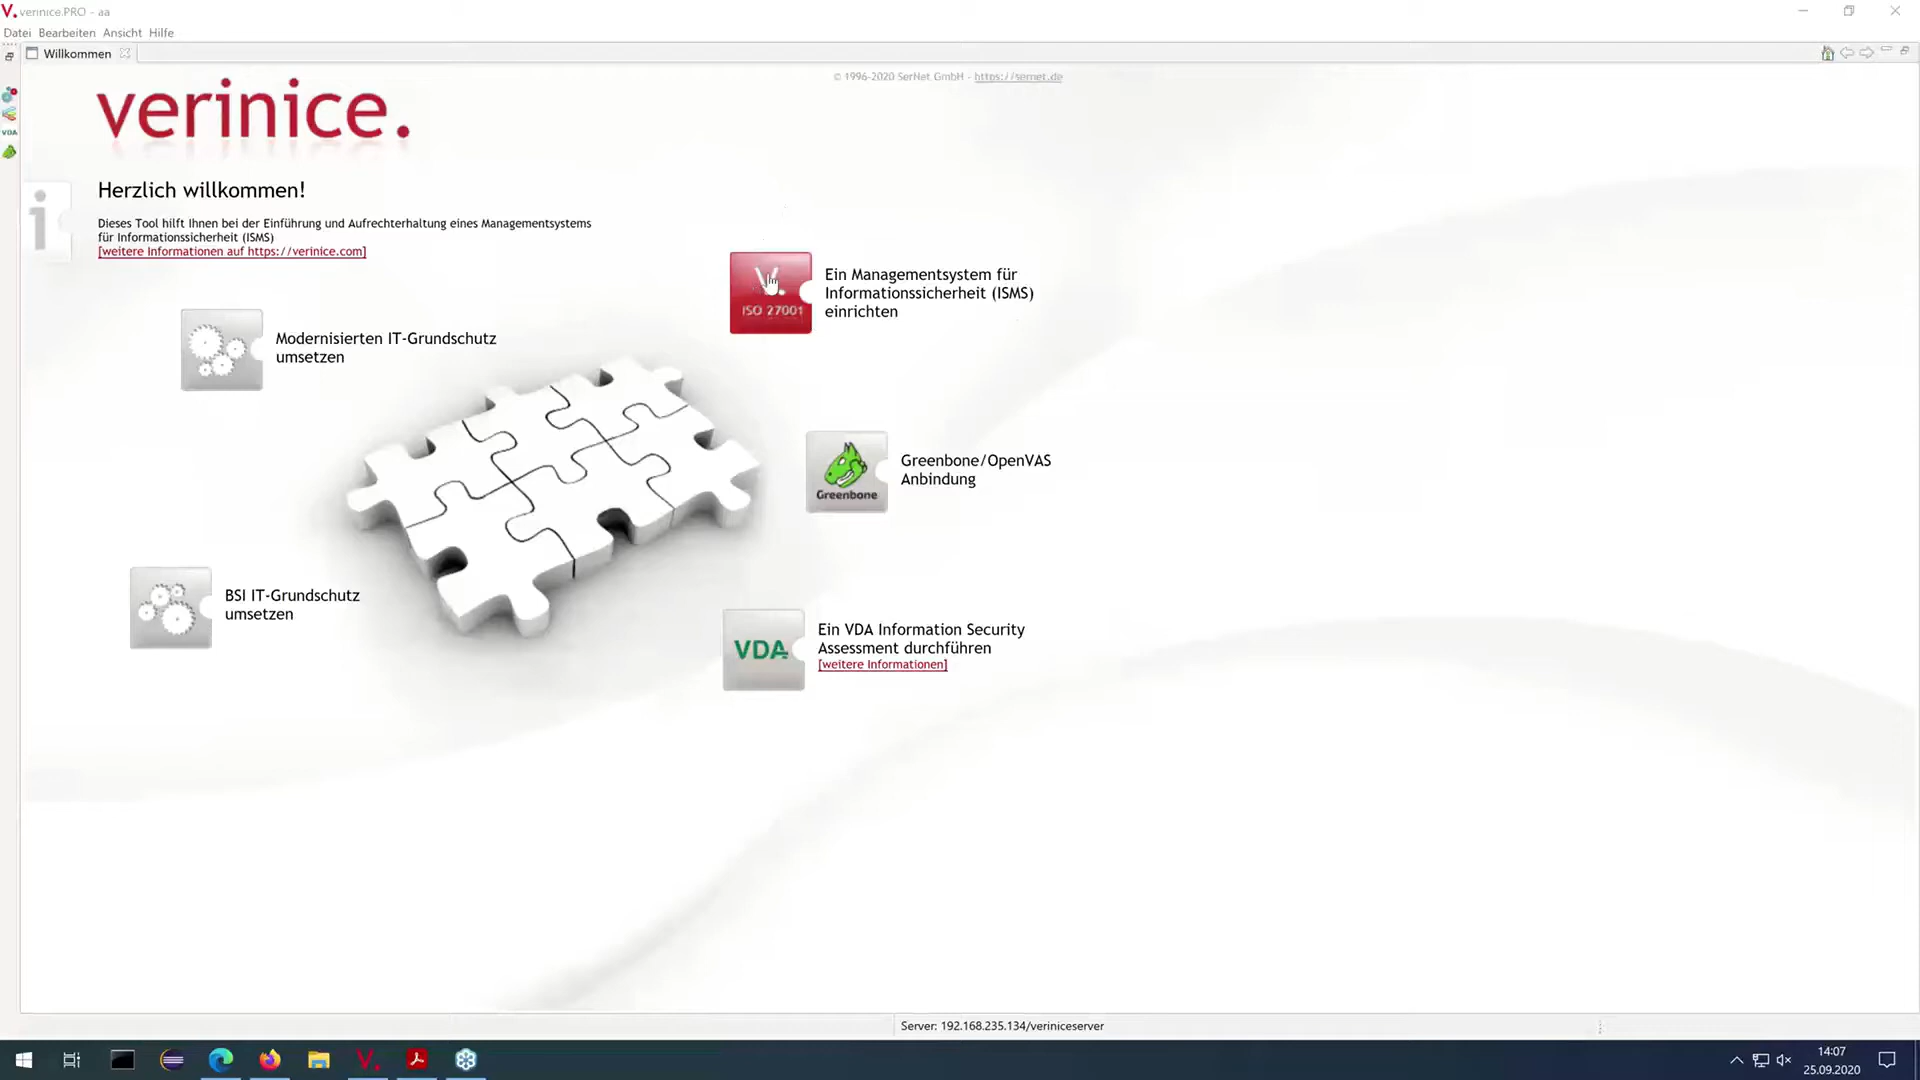 V. verinice.PRO - aa
Datei Bearbeiten Ansicht Hilfe
Willkommen
© 1996-2020 SerNet GmbH - https://sernet.de
verinice.
Herzlich willkommen!
Dieses Tool hilft Ihnen bei der Einführung und Aufrechterhaltung eines Managementsystems
für Informationssicherheit (ISMS)
[weitere Informationen auf https://verinice.com]
VDA
V.
ISO 27001
Ein Managementsystem für
Informationssicherheit (ISMS)
einrichten
Modernisierten IT-Grundschutz
umsetzen
Greenbone
Greenbone/OpenVAS
Anbindung
BSI IT-Grundschutz
umsetzen
VDA
Ein VDA Information Security
Assessment durchführen
[weitere Informationen]
Server: 192.168.235.134/veriniceserver
V.
14:07
25.09.2020